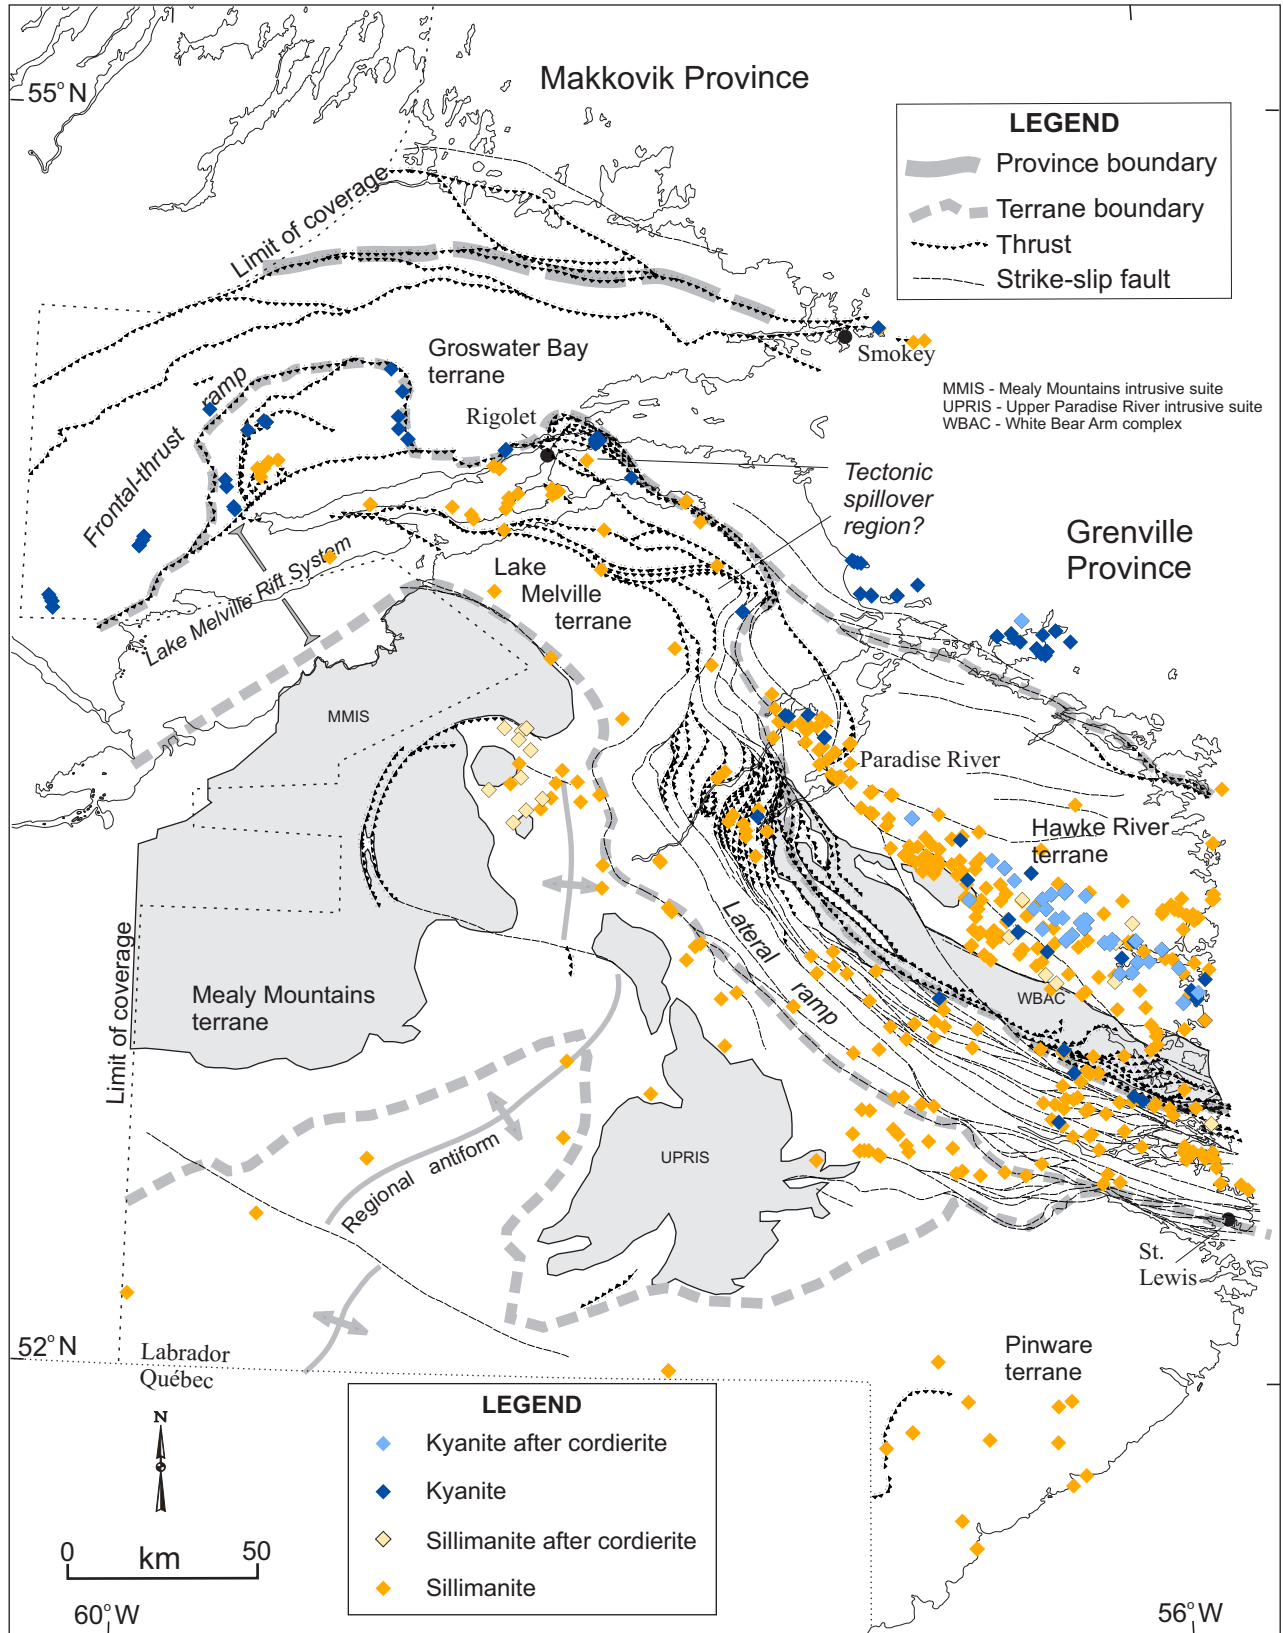 55° N
Makkovik Province
LEGEND
Province boundary
Terrane boundary
Thrust
Strike-slip fault
Limit of coverage
Smokey
Groswater Bay
terrane
MMIS - Mealy Mountains intrusive suite
UPRIS - Upper Paradise River intrusive suite
WBAC - White Bear Arm complex
Frontal-thrust ramp
Rigolet
Tectonic
spillover
region?
Grenville
Province
Lake Melville Rift System
Lake
Melville
terrane
MMIS
Paradise River
Hawke River
terrane
Lateral ramp
WBAC
Mealy Mountains
terrane
Limit of coverage
Regional antiform
UPRIS
St.
Lewis
52° N
Labrador
Québec
Pinware
terrane
N
LEGEND
Kyanite after cordierite
Kyanite
Sillimanite after cordierite
Sillimanite
0 km 50
60° W
56° W